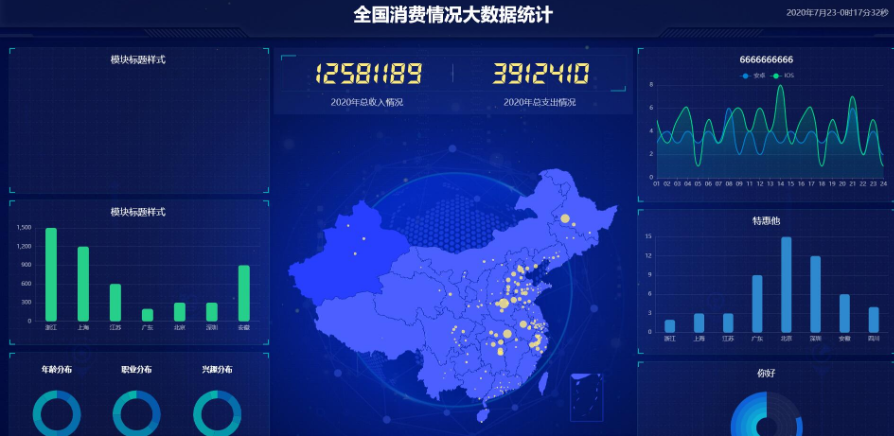 全国消费情况大数据统计
2020年7月23-0时17分32秒
模块标题样式
12581189
3912410
2020年总收入情况
2020年总支出情况
6666666666
安卓 IOS
8
6
4
2
0
01 02 03 04 05 06 07 08 09 10 11 12 13 14 15 16 17 18 19 20 21 22 23 24
模块标题样式
1,500
1,200
900
600
300
0
浙江 上海 江苏 广东 北京 深圳 安徽
特惠他
15
12
9
6
3
0
浙江 上海 江苏 广东 北京 深圳 安徽 四川
年龄分布 职业分布 兴趣分布
你好